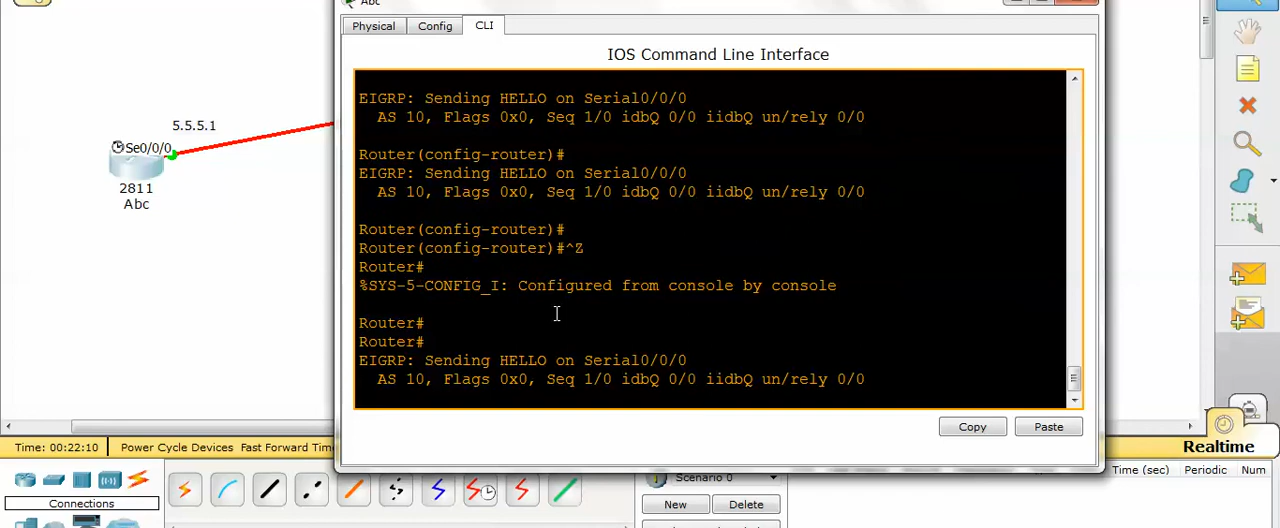 Abc
Physical
Config
CLI
IOS Command Line Interface
EIGRP: Sending HELLO on Serial0/0/0
AS 10, Flags 0x0, Seq 1/0 idbQ 0/0 iidbQ un/rely 0/0
Router(config-router)#
EIGRP: Sending HELLO on Serial0/0/0
AS 10, Flags 0x0, Seq 1/0 idbQ 0/0 iidbQ un/rely 0/0
Router(config-router)#
Router(config-router)#^Z
Router#
%SYS-5-CONFIG_I: Configured from console by console
Router#
Router#
EIGRP: Sending HELLO on Serial0/0/0
AS 10, Flags 0x0, Seq 1/0 idbQ 0/0 iidbQ un/rely 0/0
Copy
Paste
5.5.5.1
Se0/0/0
2811
Abc
Time: 00:22:10
Power Cycle Devices
Fast Forward Time
Realtime
Connections
Scenario 0
New
Delete
Time (sec)
Periodic
Num